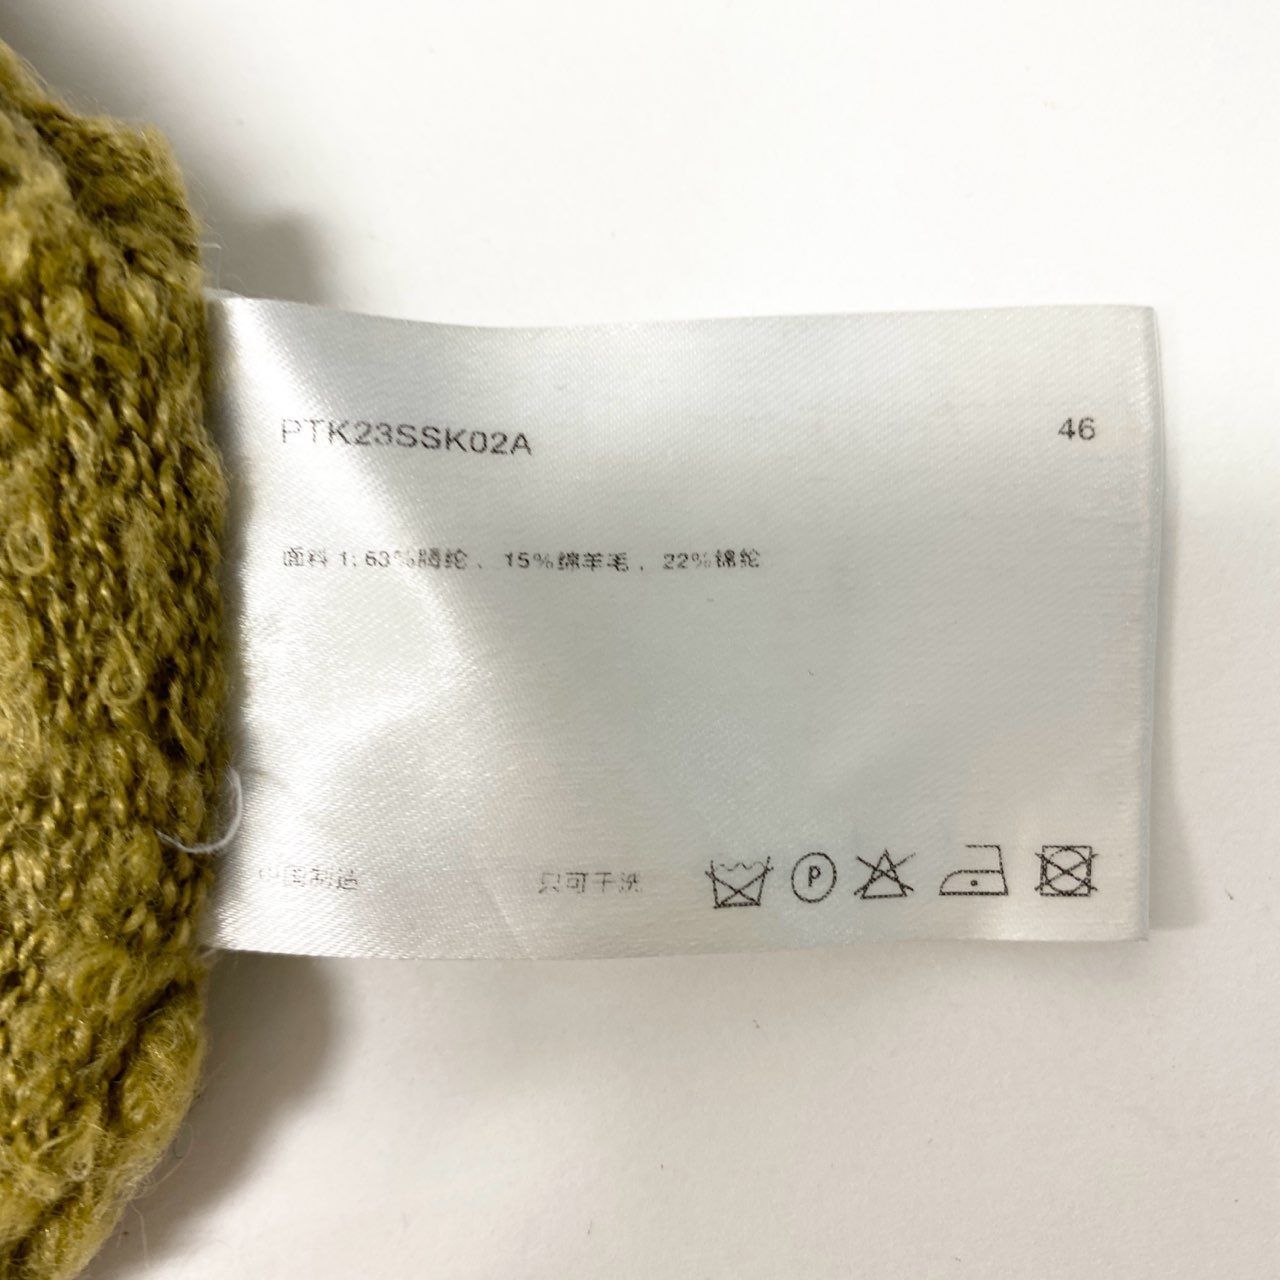 PTK23SSK02A 46
面料 1: 63%腈纶、15%绵羊毛、22%锦纶
中国制造 只可干洗 P